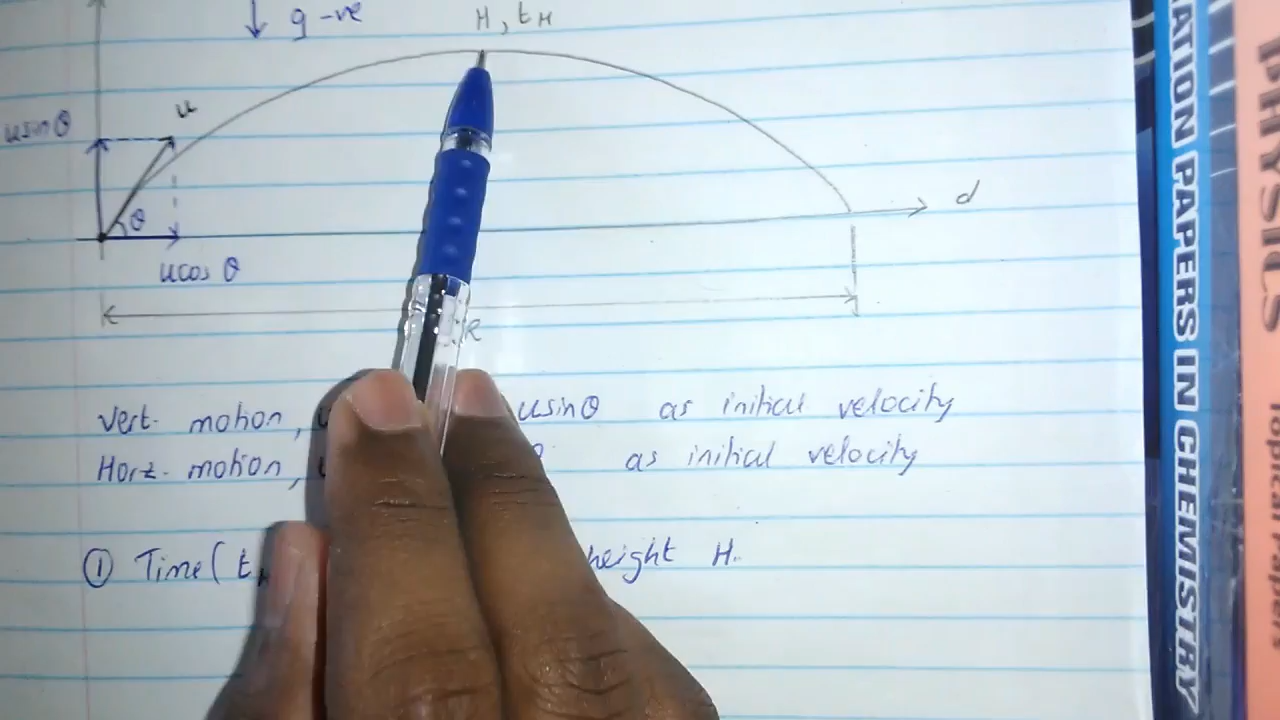 g -ve
H, tH
u
usinθ
θ
d
ucos θ
R
Vert. motion, usinθ as initial velocity
Horz. motion, as initial velocity
① Time( t height H.
ATION PAPERS IN CHEMISTRY
PHYSICS
Topical Papers